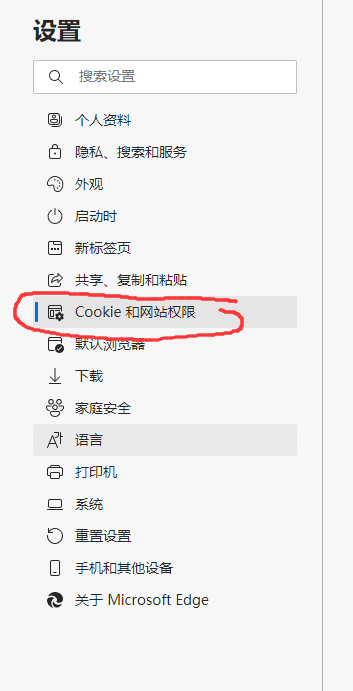 设置
搜索设置
个人资料
隐私、搜索和服务
外观
启动时
新标签页
共享、复制和粘贴
Cookie 和网站权限
默认浏览器
下载
家庭安全
语言
打印机
系统
重置设置
手机和其他设备
关于 Microsoft Edge